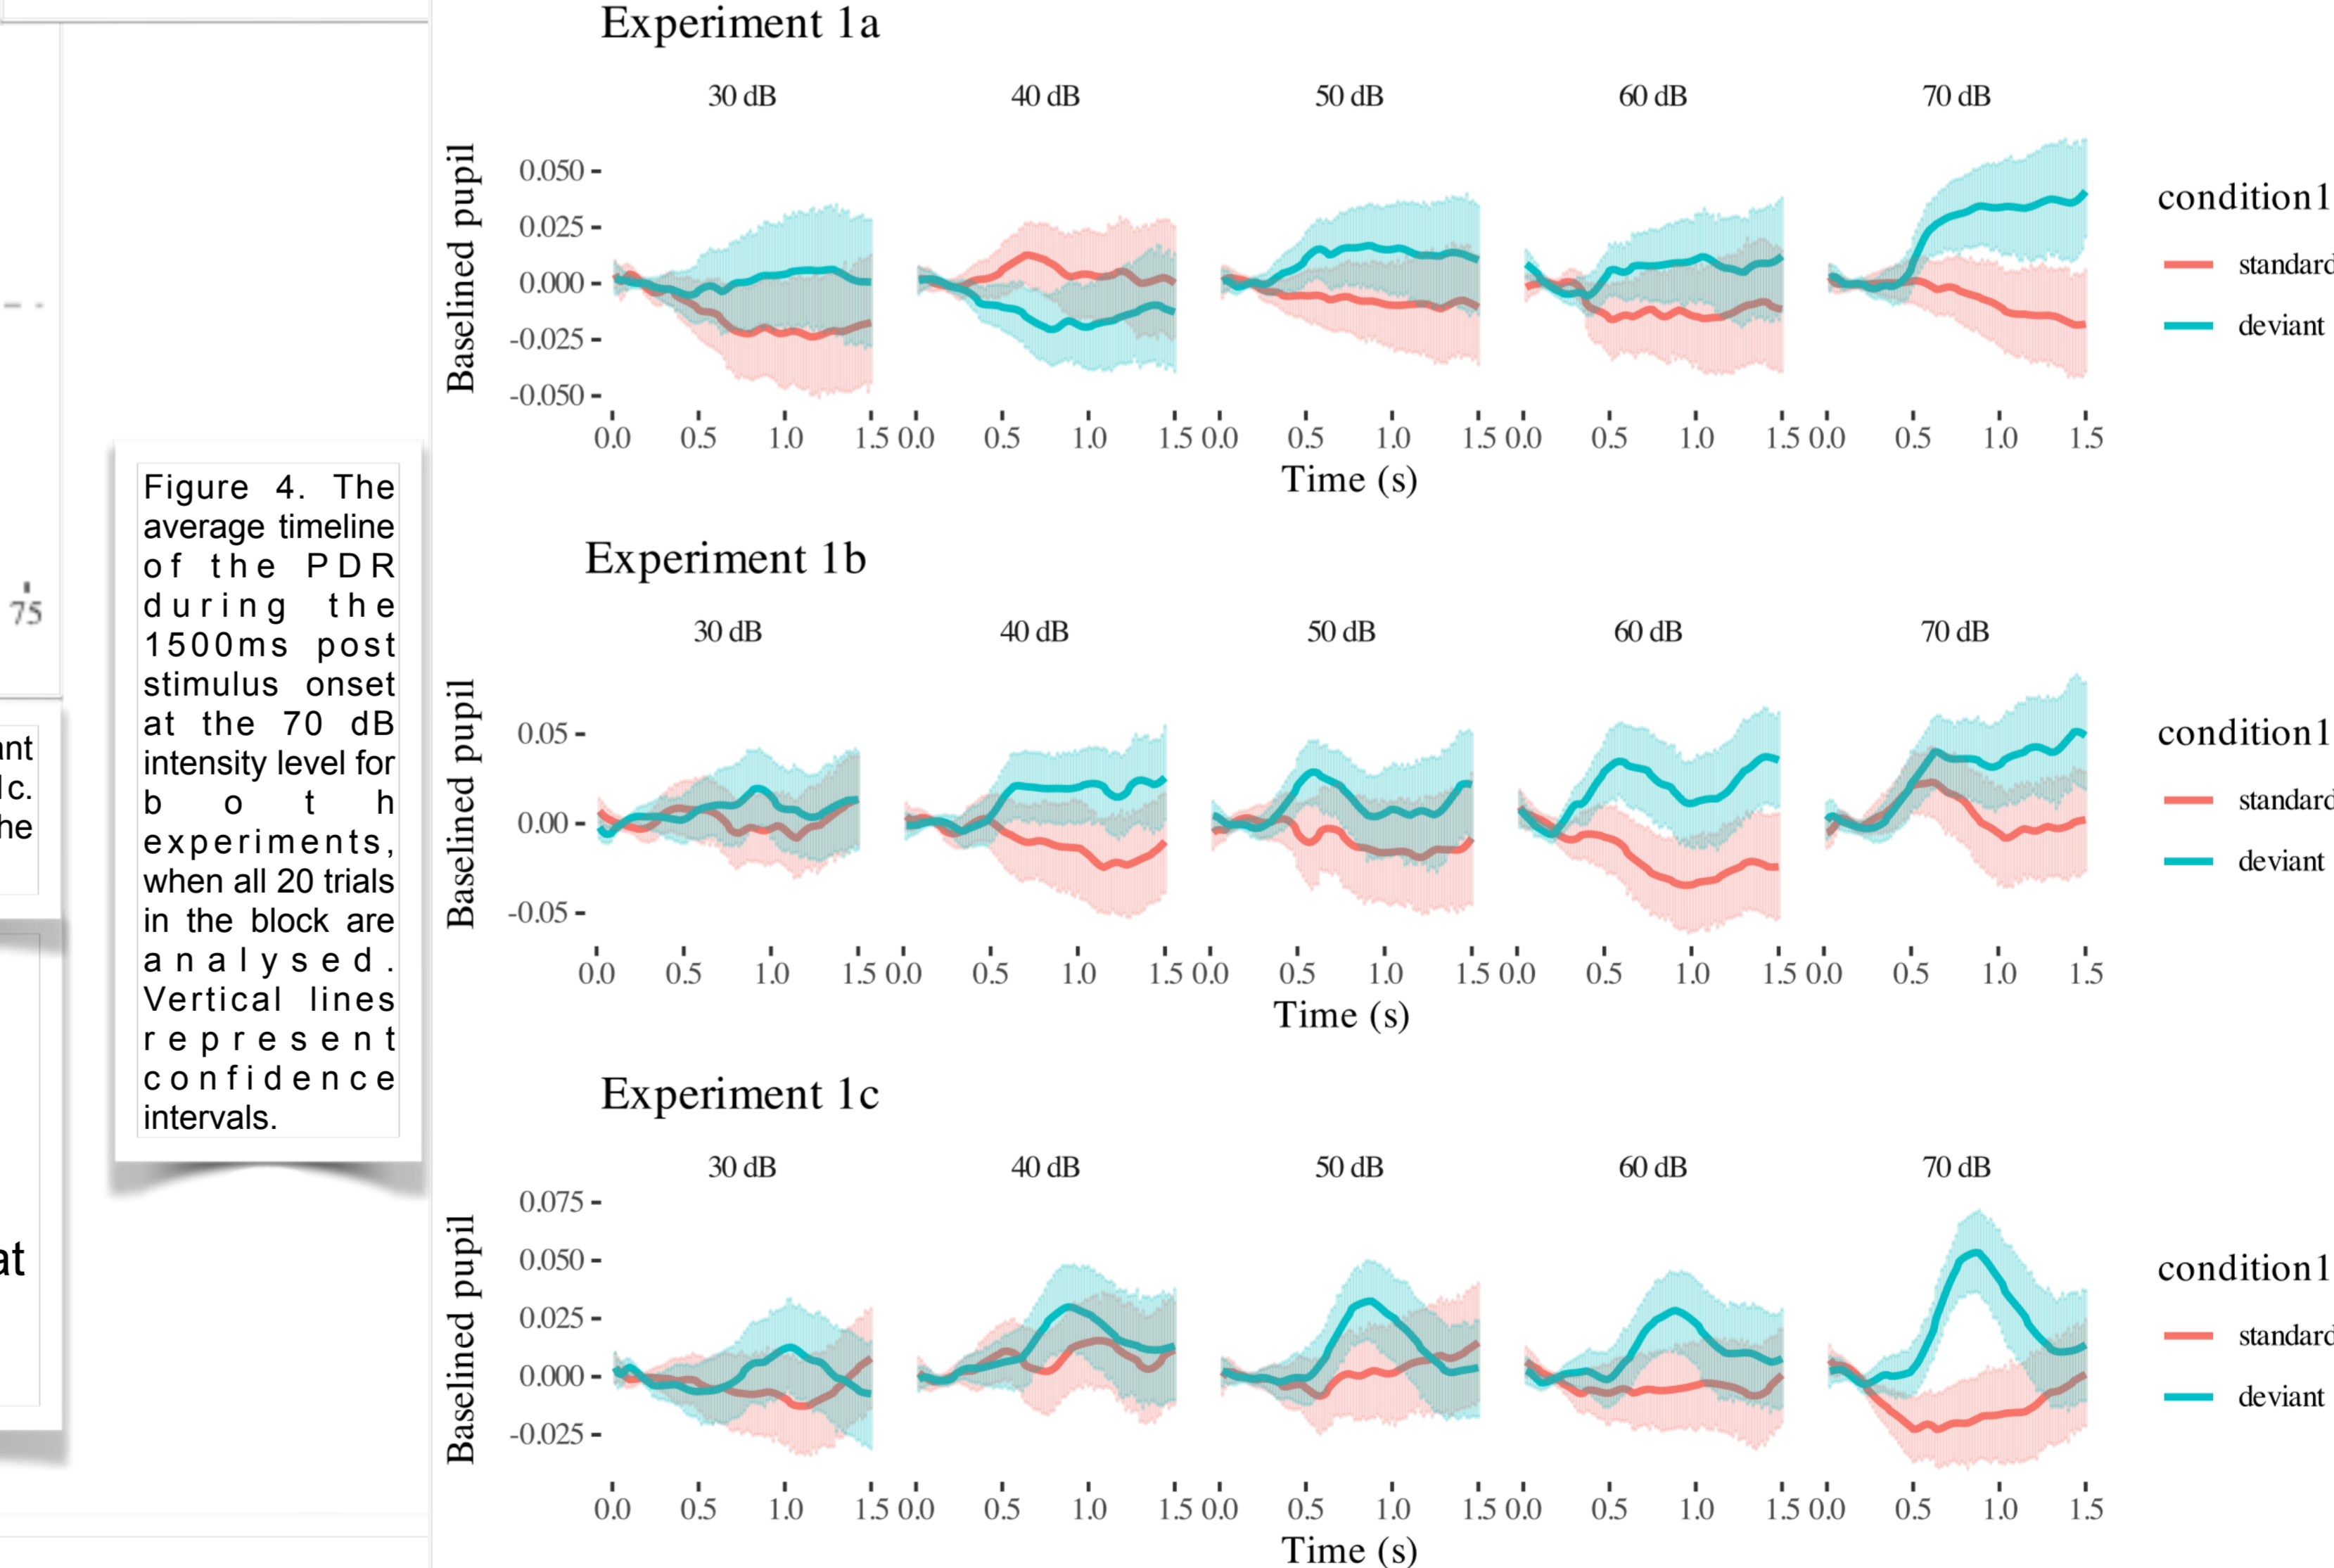 75
ant
1c.
he
at
Figure 4. The
average timeline
of the PDR
during the
1500ms post
stimulus onset
at the 70 dB
intensity level for
both
experiments,
when all 20 trials
in the block are
analysed.
Vertical lines
represent
confidence
intervals.
Experiment 1a
30 dB 40 dB 50 dB 60 dB 70 dB
Baselined pupil
0.050
0.025
0.000
-0.025
-0.050
0.0 0.5 1.0 1.5 0.0 0.5 1.0 1.5 0.0 0.5 1.0 1.5 0.0 0.5 1.0 1.5 0.0 0.5 1.0 1.5
Time (s)
condition1
standard
deviant
Experiment 1b
30 dB 40 dB 50 dB 60 dB 70 dB
Baselined pupil
0.05
0.00
-0.05
0.0 0.5 1.0 1.5 0.0 0.5 1.0 1.5 0.0 0.5 1.0 1.5 0.0 0.5 1.0 1.5 0.0 0.5 1.0 1.5
Time (s)
condition1
standard
deviant
Experiment 1c
30 dB 40 dB 50 dB 60 dB 70 dB
Baselined pupil
0.075
0.050
0.025
0.000
-0.025
0.0 0.5 1.0 1.5 0.0 0.5 1.0 1.5 0.0 0.5 1.0 1.5 0.0 0.5 1.0 1.5 0.0 0.5 1.0 1.5
Time (s)
condition1
standard
deviant